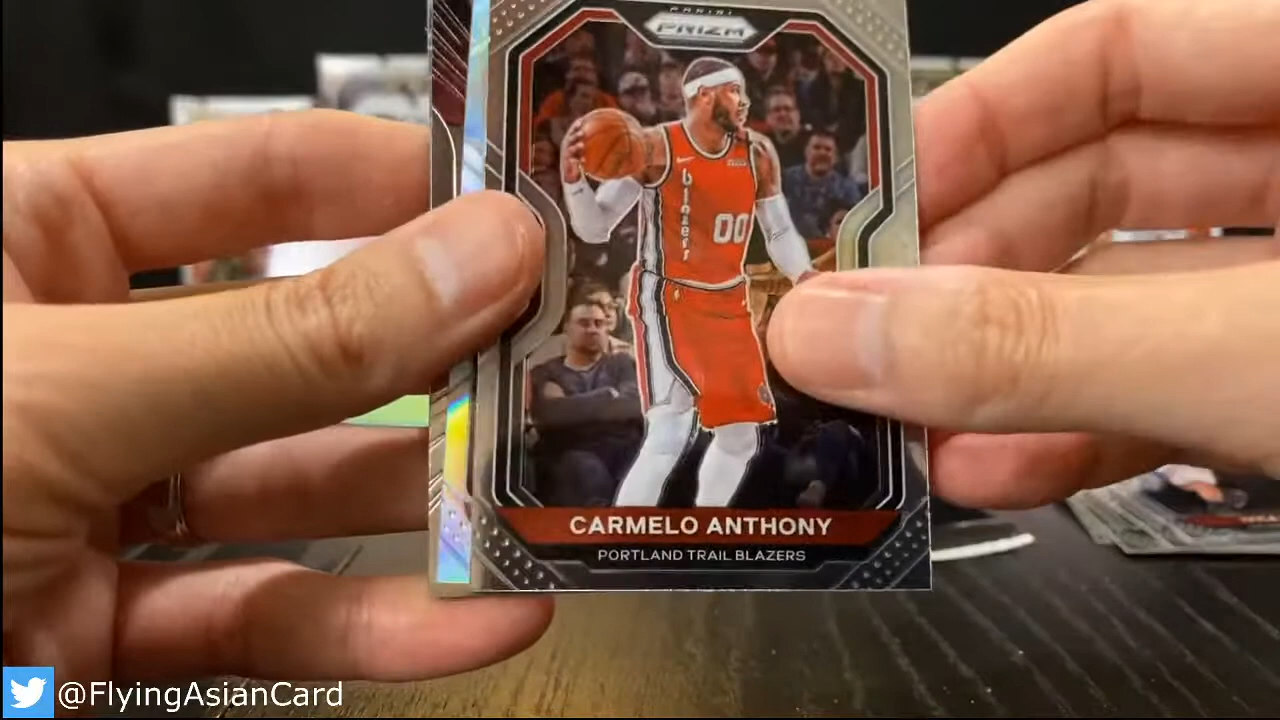 PANINI
PRIZM
blazers
00
CARMELO ANTHONY
PORTLAND TRAIL BLAZERS
@FlyingAsianCard